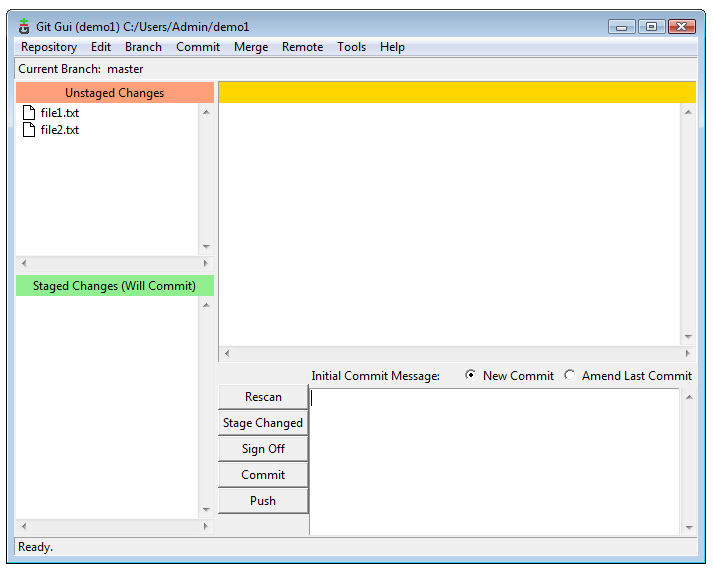 Git Gui (demo1) C:/Users/Admin/demo1
Repository Edit Branch Commit Merge Remote Tools Help
Current Branch: master
Unstaged Changes
file1.txt
file2.txt
Staged Changes (Will Commit)
Initial Commit Message: New Commit Amend Last Commit
Rescan
Stage Changed
Sign Off
Commit
Push
Ready.